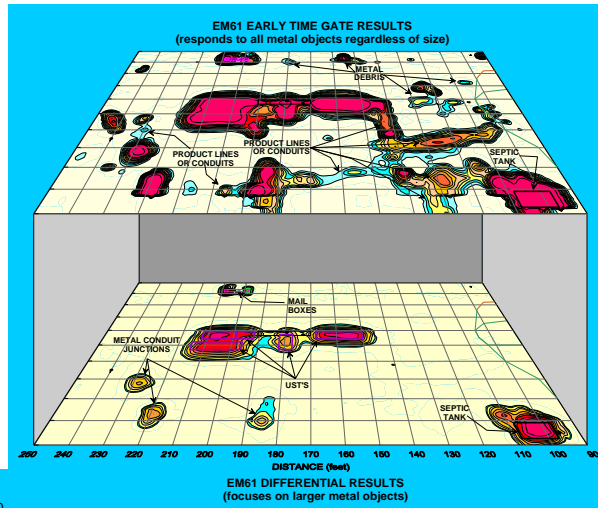 EM61 EARLY TIME GATE RESULTS
(responds to all metal objects regardless of size)
METAL
DEBRIS
PRODUCT LINES
OR CONDUITS
PRODUCT LINES
OR CONDUITS
SEPTIC
TANK
MAIL
BOXES
METAL CONDUIT
JUNCTIONS
UST'S
SEPTIC
TANK
260 250 240 230 220 210 200 190 180 170 160 150 140 130 120 110 100 90
DISTANCE (feet)
EM61 DIFFERENTIAL RESULTS
(focuses on larger metal objects)